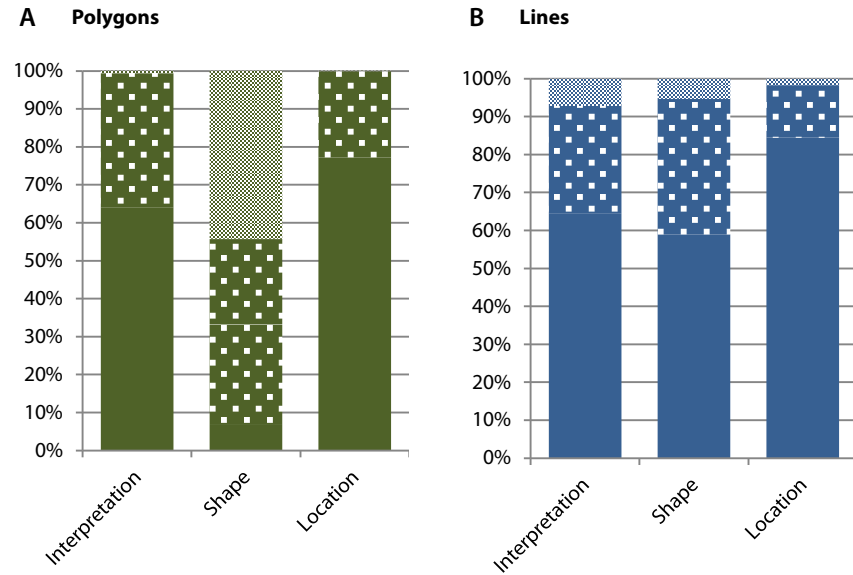 A Polygons
100%
90%
80%
70%
60%
50%
40%
30%
20%
10%
0%
Interpretation
Shape
Location
B Lines
100%
90%
80%
70%
60%
50%
40%
30%
20%
10%
0%
Interpretation
Shape
Location